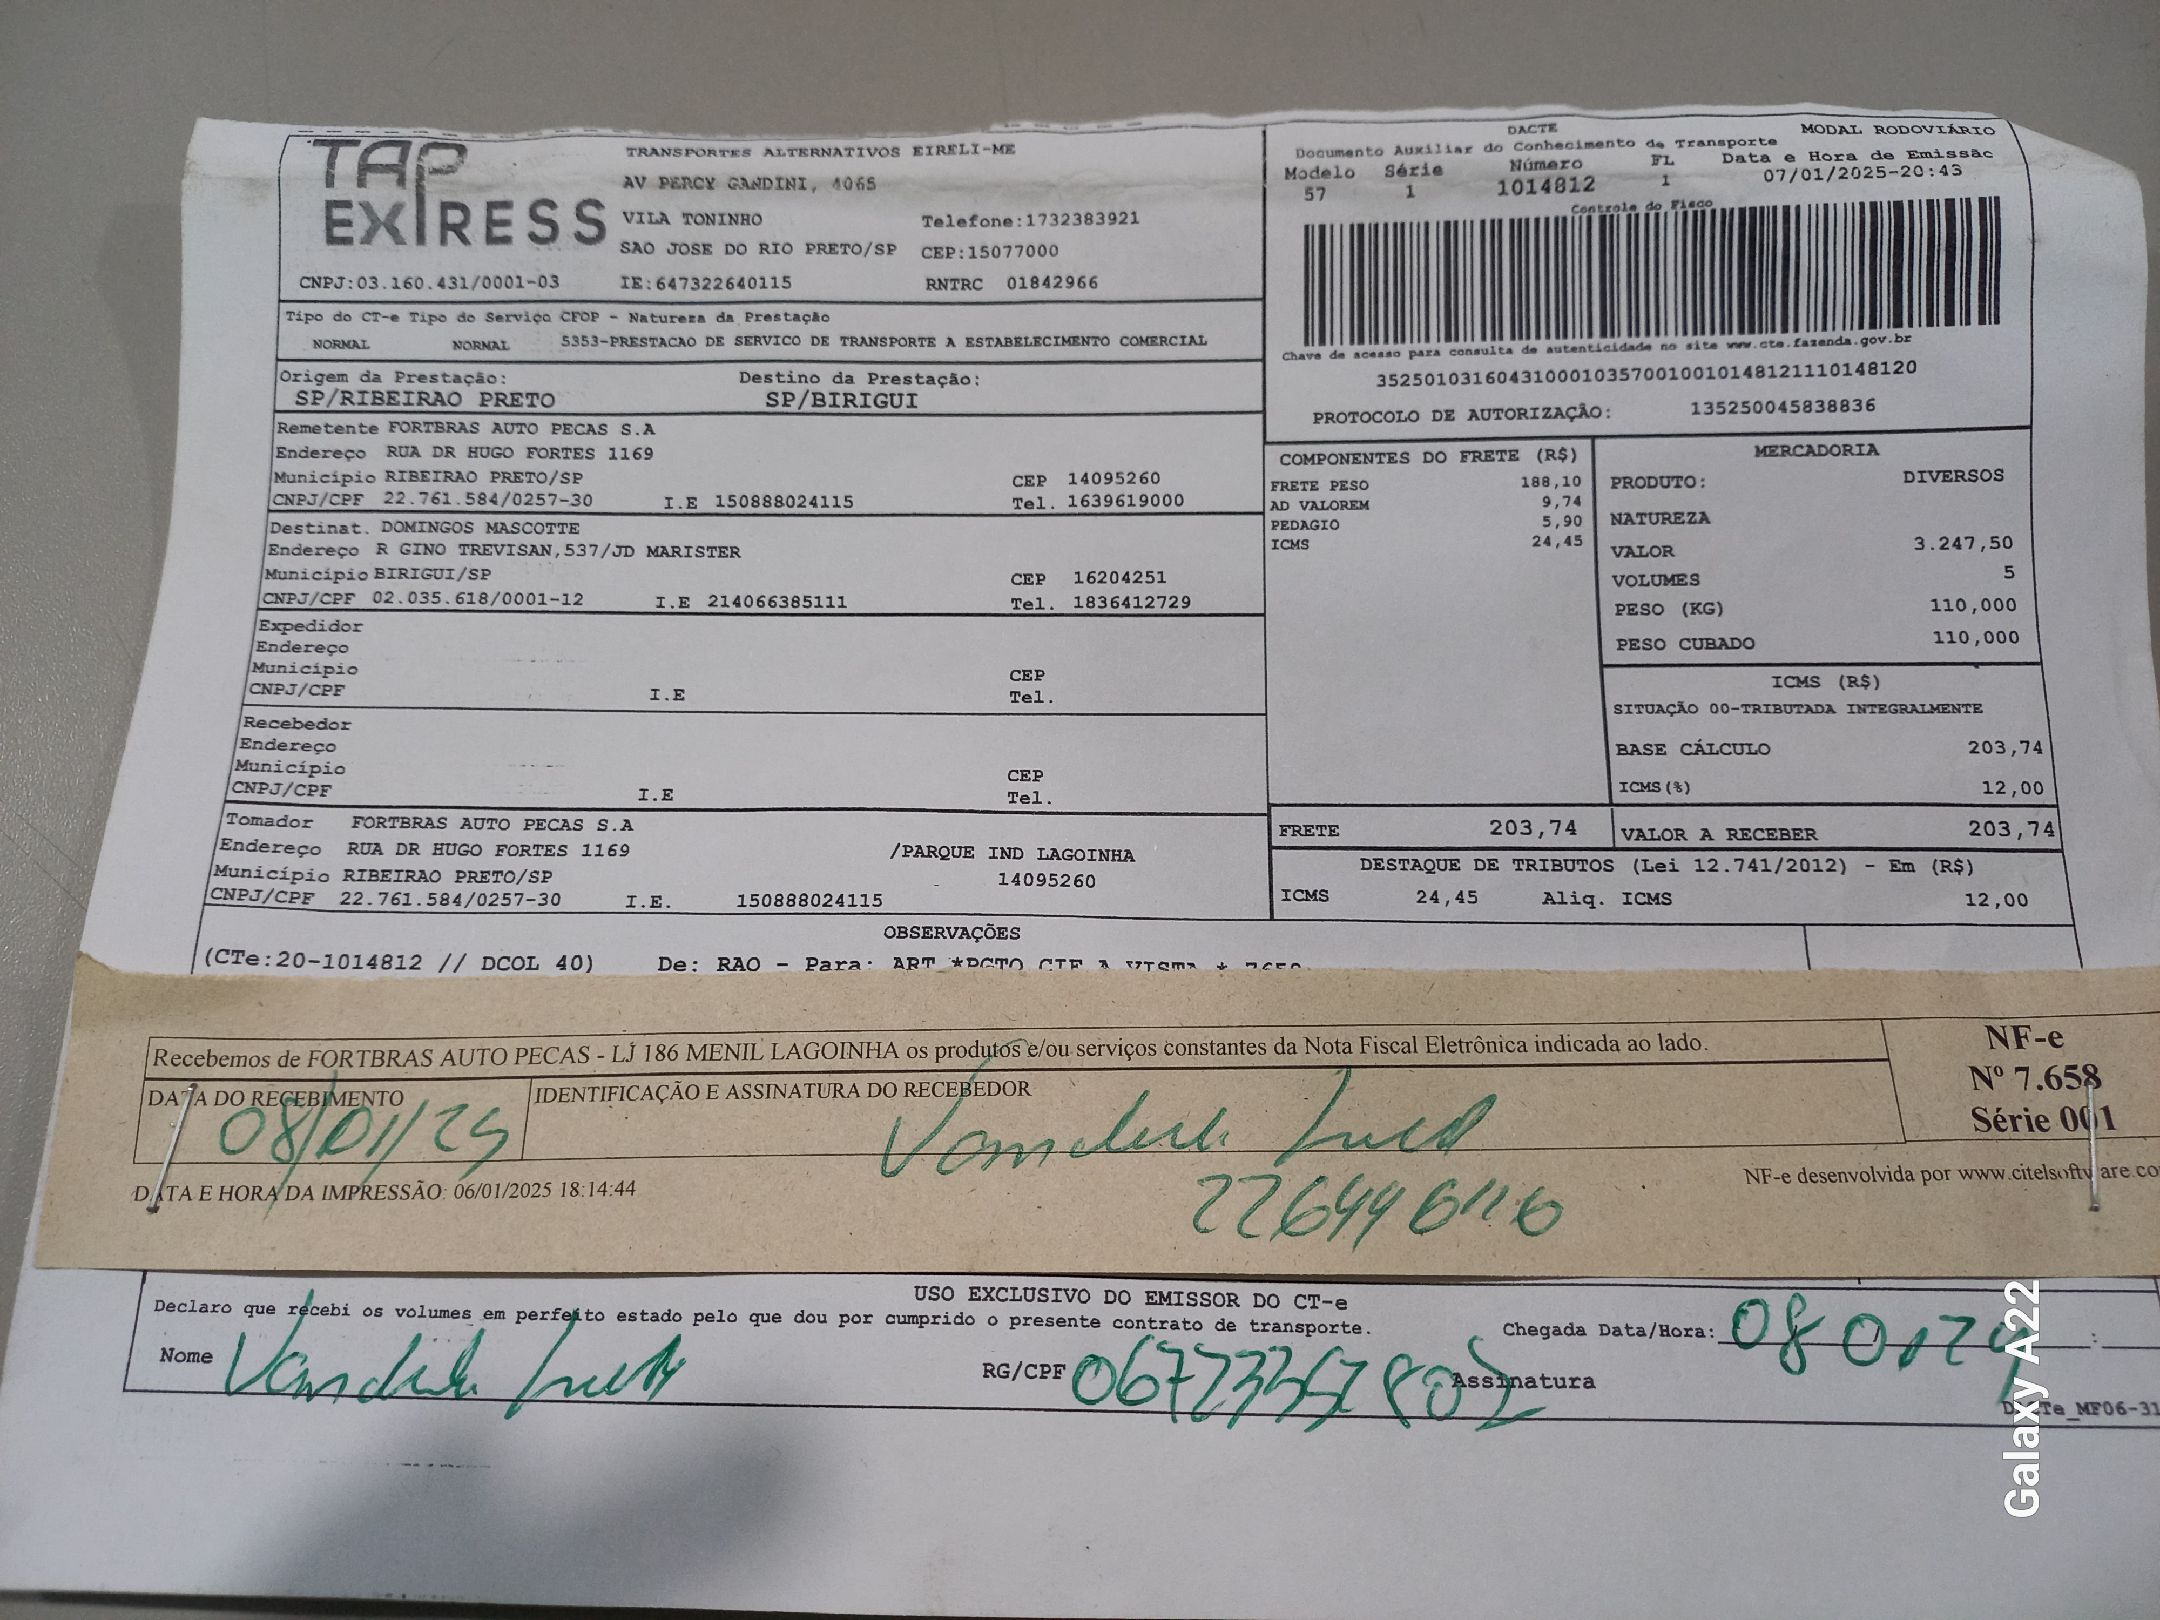 TAP EXPRESS
TRANSPORTES ALTERNATIVOS EIRELI-ME
AV PERCY GANDINI, 4065
VILA TONINHO Telefone:1732383921
SAO JOSE DO RIO PRETO/SP CEP:15077000
CNPJ:03.160.431/0001-03 IE:647322640115 RNTRC 01842966
DACTE MODAL RODOVIÁRIO
Documento Auxiliar do Conhecimento de Transporte
Modelo Série Número FL Data e Hora de Emissão
57 1 1014812 1 07/01/2025-20:43
Controle do Fisco
Chave de acesso para consulta de autenticidade no site www.cte.fazenda.gov.br
35250103160431000103570010010148121110148120
PROTOCOLO DE AUTORIZAÇÃO: 135250045838836
Tipo do CT-e Tipo do Serviço CFOP - Natureza da Prestação
NORMAL NORMAL 5353-PRESTACAO DE SERVICO DE TRANSPORTE A ESTABELECIMENTO COMERCIAL
Origem da Prestação: Destino da Prestação:
SP/RIBEIRAO PRETO SP/BIRIGUI
Remetente FORTBRAS AUTO PECAS S.A
Endereço RUA DR HUGO FORTES 1169
Município RIBEIRAO PRETO/SP CEP 14095260
CNPJ/CPF 22.761.584/0257-30 I.E 150888024115 Tel. 1639619000
Destinat. DOMINGOS MASCOTTE
Endereço R GINO TREVISAN,537/JD MARISTER
Município BIRIGUI/SP CEP 16204251
CNPJ/CPF 02.035.618/0001-12 I.E 214066385111 Tel. 1836412729
Expedidor
Endereço
Município CEP
CNPJ/CPF I.E Tel.
Recebedor
Endereço
Município CEP
CNPJ/CPF I.E Tel.
Tomador FORTBRAS AUTO PECAS S.A
Endereço RUA DR HUGO FORTES 1169 /PARQUE IND LAGOINHA
Município RIBEIRAO PRETO/SP 14095260
CNPJ/CPF 22.761.584/0257-30 I.E. 150888024115
COMPONENTES DO FRETE (R$)
FRETE PESO 188,10
AD VALOREM 9,74
PEDAGIO 5,90
ICMS 24,45
MERCADORIA
PRODUTO: DIVERSOS
NATUREZA
VALOR 3.247,50
VOLUMES 5
PESO (KG) 110,000
PESO CUBADO 110,000
ICMS (R$)
SITUAÇÃO 00-TRIBUTADA INTEGRALMENTE
BASE CÁLCULO 203,74
ICMS(%) 12,00
FRETE 203,74 VALOR A RECEBER 203,74
DESTAQUE DE TRIBUTOS (Lei 12.741/2012) - Em (R$)
ICMS 24,45 Aliq. ICMS 12,00
OBSERVAÇÕES
(CTe:20-1014812 // DCOL 40) De: RAO - Para: ART *PGTO CIF A VISTA * 7658
Recebemos de FORTBRAS AUTO PECAS - LJ 186 MENIL LAGOINHA os produtos e/ou serviços constantes da Nota Fiscal Eletrônica indicada ao lado.
NF-e
Nº 7.658
Série 001
DATA DO RECEBIMENTO IDENTIFICAÇÃO E ASSINATURA DO RECEBEDOR
08/01/25
DATA E HORA DA IMPRESSÃO: 06/01/2025 18:14:44
NF-e desenvolvida por www.citelsoftware.co
USO EXCLUSIVO DO EMISSOR DO CT-e
Declaro que recebi os volumes em perfeito estado pelo que dou por cumprido o presente contrato de transporte.
Chegada Data/Hora: 08 01 25 :
Nome RG/CPF Assinatura
Galaxy A22